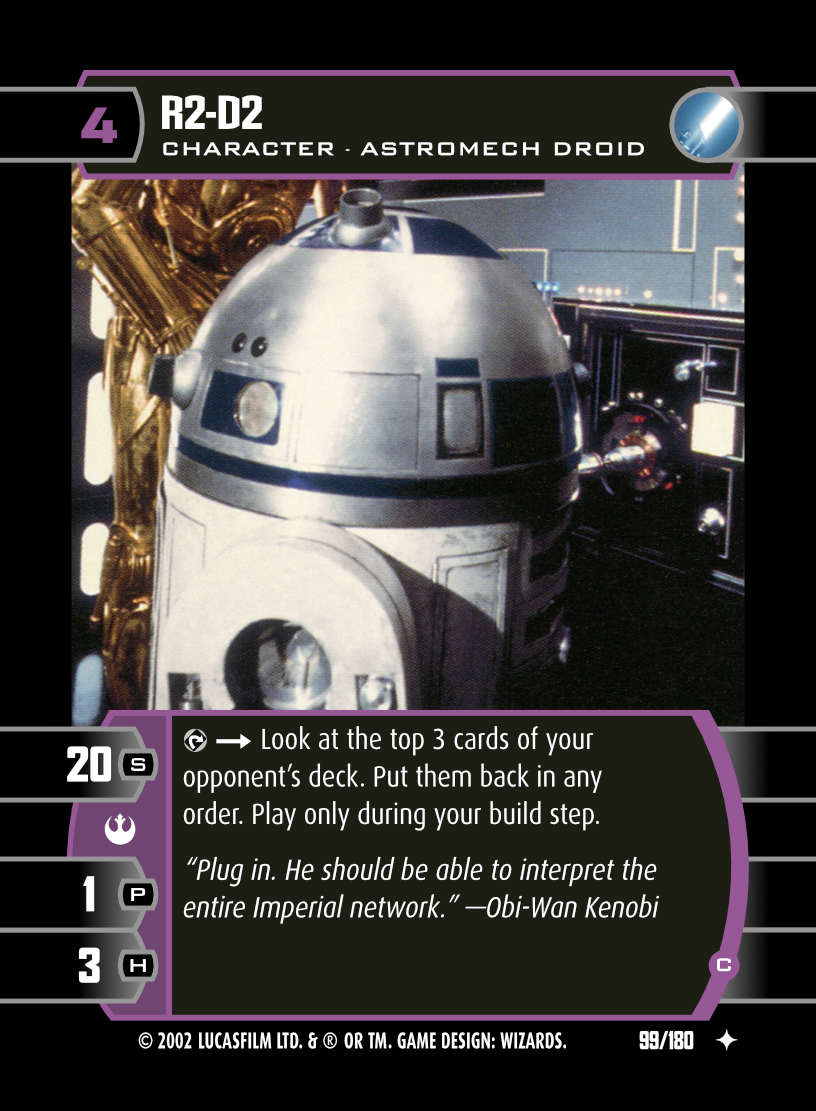 4
R2-D2
CHARACTER - ASTROMECH DROID
Look at the top 3 cards of your
opponent's deck. Put them back in any
order. Play only during your build step.
“Plug in. He should be able to interpret the
entire Imperial network.” —Obi-Wan Kenobi
20 S
1 P
3 H
C
© 2002 LUCASFILM LTD. & ® OR TM. GAME DESIGN: WIZARDS.
99/180